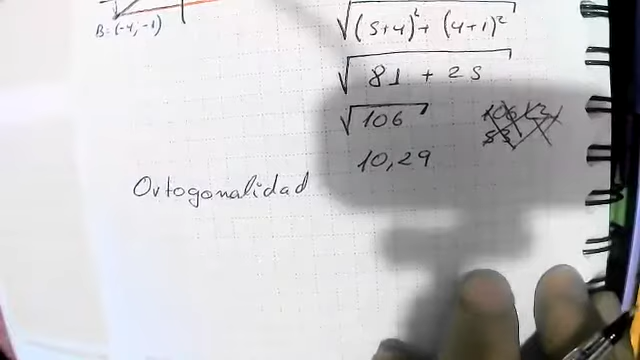 B=(-4;-1)
√(5+4)²+(4+1)²
√81+25
√106
10,29
Ortogonalidad